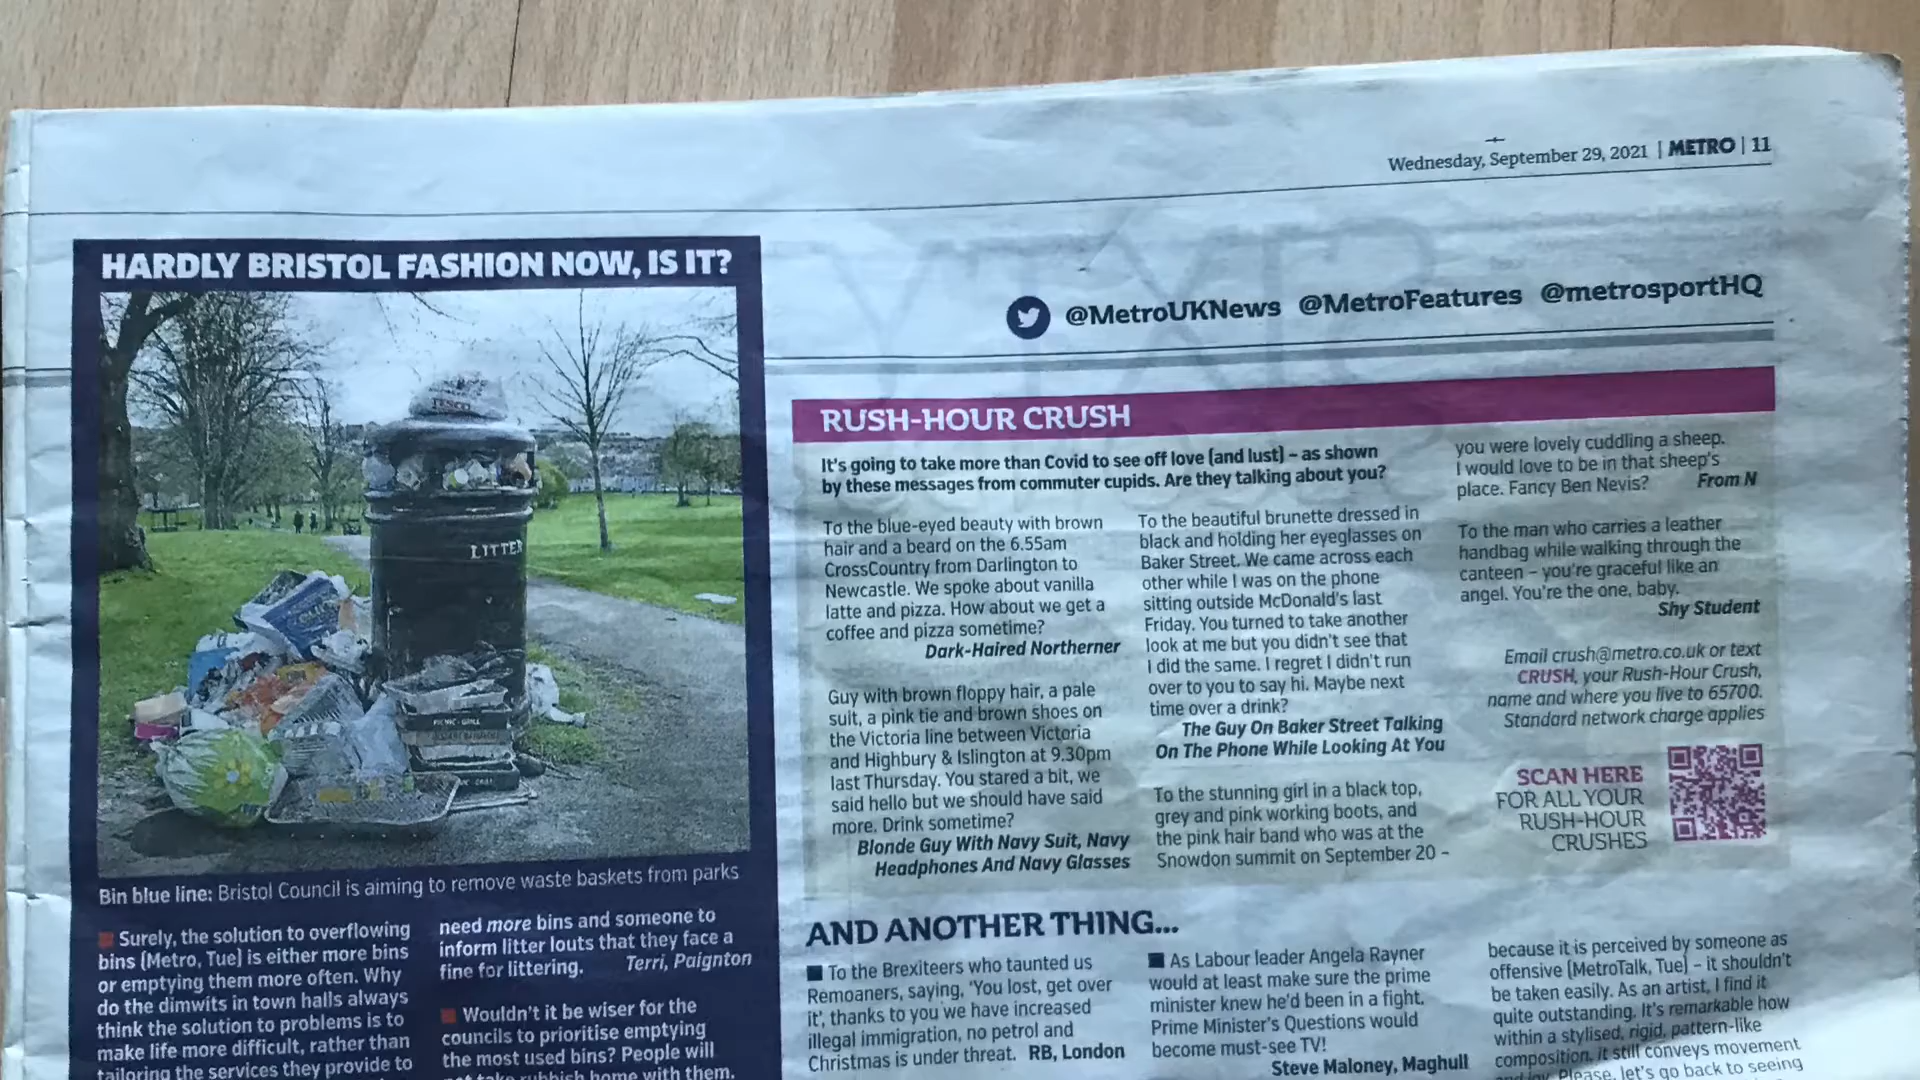 Wednesday, September 29, 2021 | METRO | 11
HARDLY BRISTOL FASHION NOW, IS IT?
TESCO
LITTER
Bin blue line: Bristol Council is aiming to remove waste baskets from parks
Surely, the solution to overflowing
bins (Metro, Tue) is either more bins
or emptying them more often. Why
do the dimwits in town halls always
think the solution to problems is to
make life more difficult, rather than
tailoring the services they provide to
need more bins and someone to
inform litter louts that they face a
fine for littering. Terri, Paignton
Wouldn't it be wiser for the
councils to prioritise emptying
the most used bins? People will
not take rubbish home with them.
@MetroUKNews @MetroFeatures @metrosportHQ
RUSH-HOUR CRUSH
It's going to take more than Covid to see off love (and lust) – as shown
by these messages from commuter cupids. Are they talking about you?
To the blue-eyed beauty with brown
hair and a beard on the 6.55am
CrossCountry from Darlington to
Newcastle. We spoke about vanilla
latte and pizza. How about we get a
coffee and pizza sometime?
Dark-Haired Northerner
Guy with brown floppy hair, a pale
suit, a pink tie and brown shoes on
the Victoria line between Victoria
and Highbury & Islington at 9.30pm
last Thursday. You stared a bit, we
said hello but we should have said
more. Drink sometime?
Blonde Guy With Navy Suit, Navy
Headphones And Navy Glasses
To the beautiful brunette dressed in
black and holding her eyeglasses on
Baker Street. We came across each
other while I was on the phone
sitting outside McDonald's last
Friday. You turned to take another
look at me but you didn't see that
I did the same. I regret I didn't run
over to you to say hi. Maybe next
time over a drink?
The Guy On Baker Street Talking
On The Phone While Looking At You
To the stunning girl in a black top,
grey and pink working boots, and
the pink hair band who was at the
Snowdon summit on September 20 –
you were lovely cuddling a sheep.
I would love to be in that sheep's
place. Fancy Ben Nevis? From N
To the man who carries a leather
handbag while walking through the
canteen – you're graceful like an
angel. You're the one, baby.
Shy Student
Email crush@metro.co.uk or text
CRUSH, your Rush-Hour Crush,
name and where you live to 65700.
Standard network charge applies
SCAN HERE
FOR ALL YOUR
RUSH-HOUR
CRUSHES
AND ANOTHER THING...
To the Brexiteers who taunted us
Remoaners, saying, 'You lost, get over
it', thanks to you we have increased
illegal immigration, no petrol and
Christmas is under threat. RB, London
As Labour leader Angela Rayner
would at least make sure the prime
minister knew he'd been in a fight.
Prime Minister's Questions would
become must-see TV!
Steve Maloney, Maghull
because it is perceived by someone as
offensive (MetroTalk, Tue) – it shouldn't
be taken easily. As an artist, I find it
quite outstanding. It's remarkable how
within a stylised, rigid, pattern-like
composition, it still conveys movement
Please, let's go back to seeing